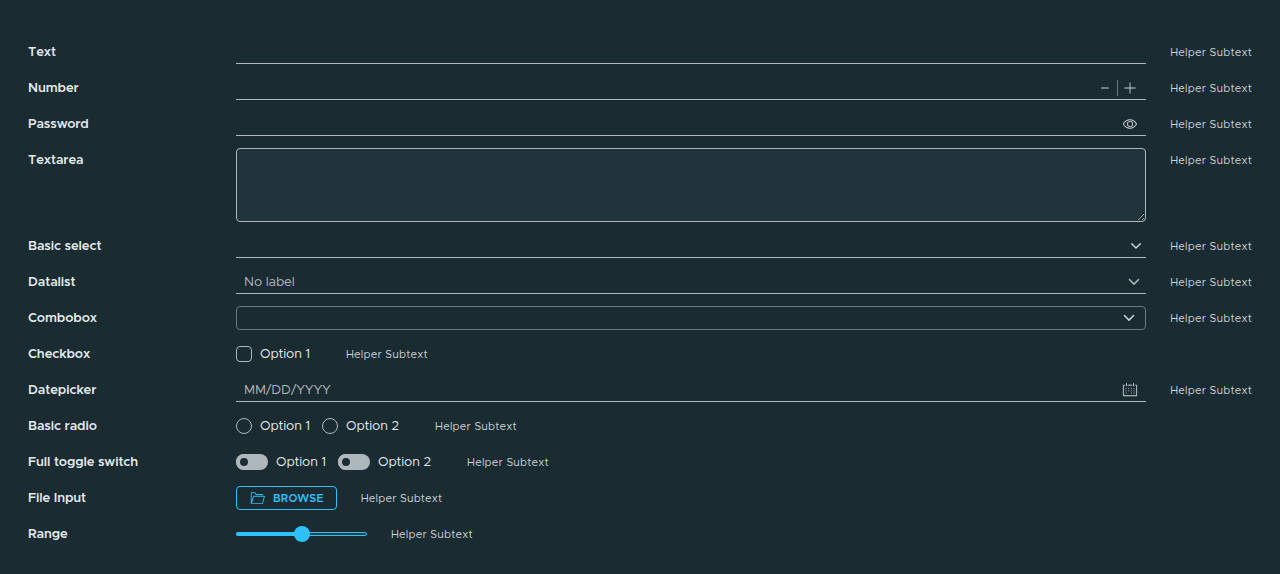 Text Helper Subtext
Number Helper Subtext
Password Helper Subtext
Textarea Helper Subtext
Basic select Helper Subtext
Datalist No label Helper Subtext
Combobox Helper Subtext
Checkbox Option 1 Helper Subtext
Datepicker MM/DD/YYYY Helper Subtext
Basic radio Option 1 Option 2 Helper Subtext
Full toggle switch Option 1 Option 2 Helper Subtext
File Input BROWSE Helper Subtext
Range Helper Subtext